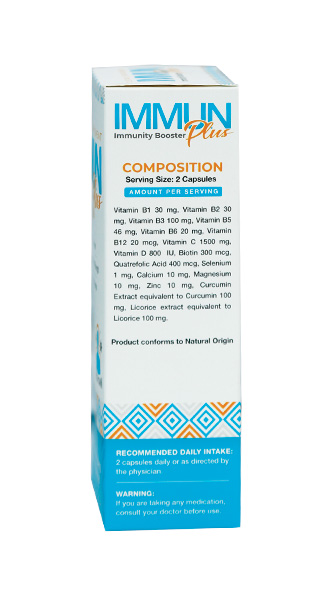 IMMUN
Immunity Booster Plus
COMPOSITION
Serving Size: 2 Capsules
AMOUNT PER SERVING
Vitamin B1 30 mg, Vitamin B2 30
mg, Vitamin B3 100 mg, Vitamin B5
46 mg, Vitamin B6 20 mg, Vitamin
B12 20 mcg, Vitamin C 1500 mg,
Vitamin D 800 IU, Biotin 300 mcg,
Quatrefolic Acid 400 mcg, Selenium
1 mg, Calcium 10 mg, Magnesium
10 mg, Zinc 10 mg, Curcumin
Extract equivalent to Curcumin 100
mg, Licorice extract equivalent to
Licorice 100 mg.
Product conforms to Natural Origin
RECOMMENDED DAILY INTAKE:
2 capsules daily or as directed by
the physician.
WARNING:
If you are taking any medication,
consult your doctor before use.